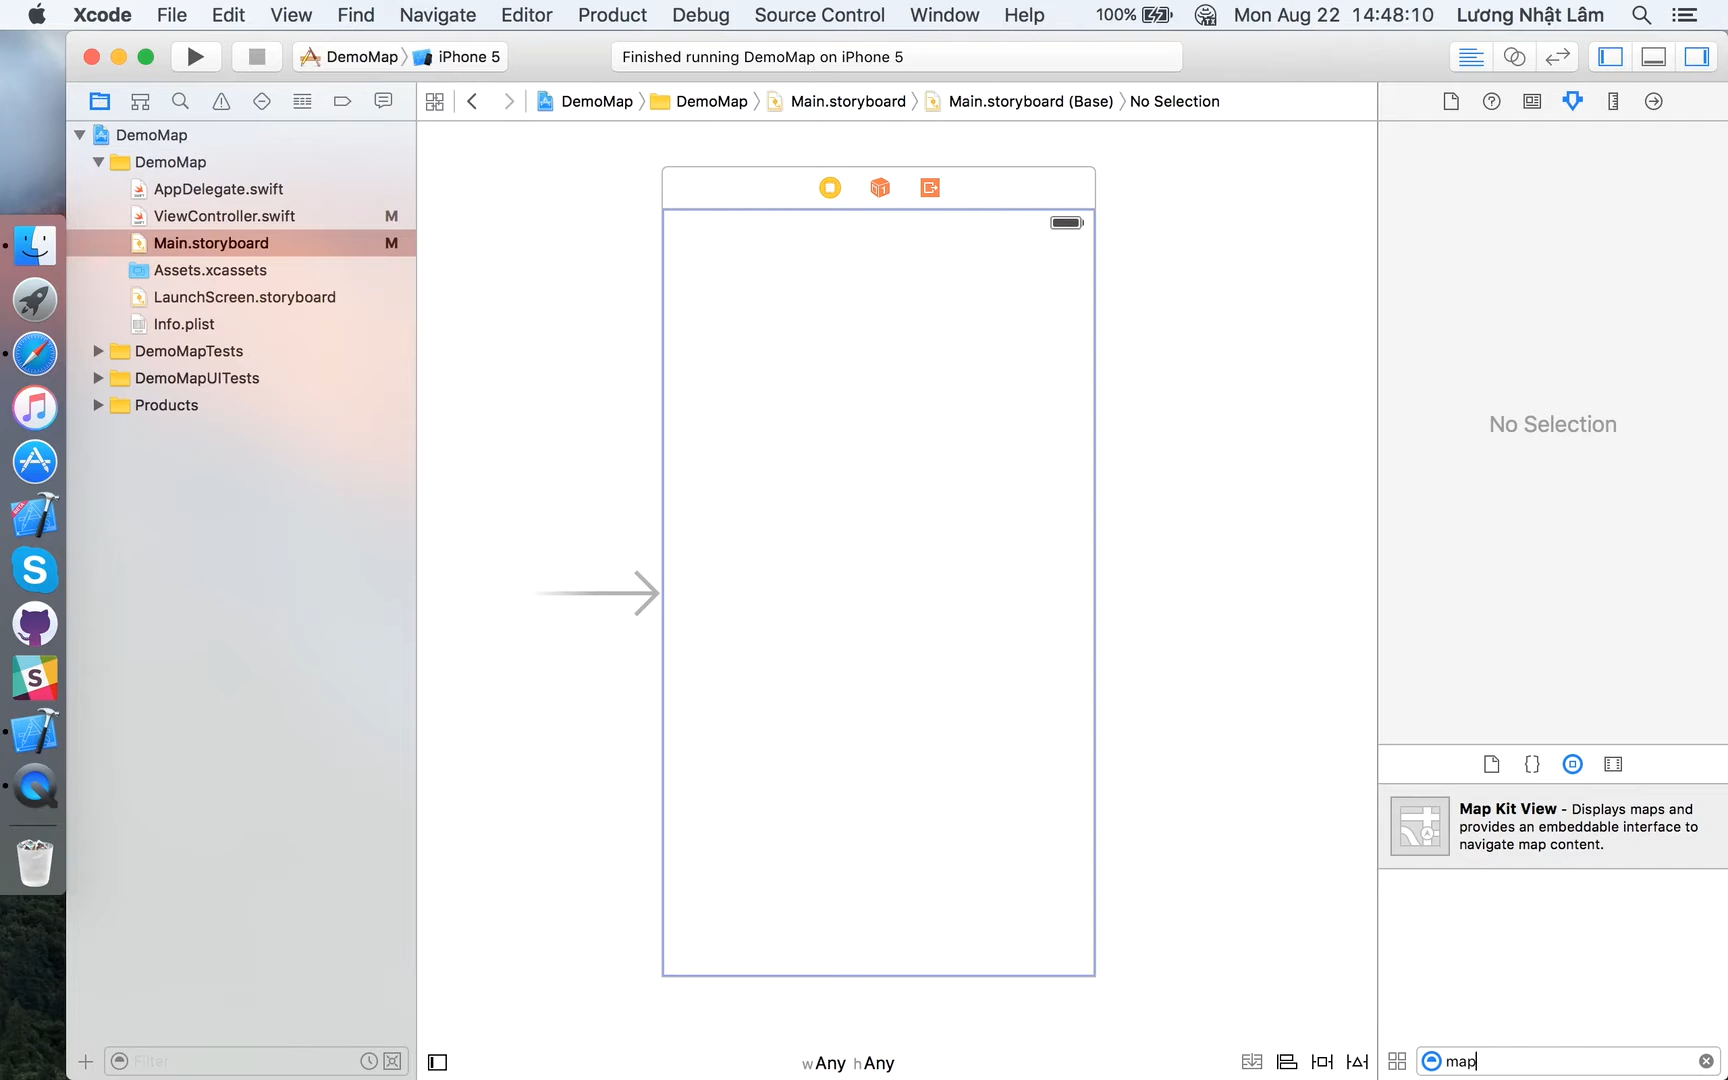 Xcode File Edit View Find Navigate Editor Product Debug Source Control Window Help 100% Mon Aug 22 14:48:10 Lương Nhật Lâm
DemoMap iPhone 5 Finished running DemoMap on iPhone 5
DemoMap DemoMap Main.storyboard Main.storyboard (Base) No Selection
DemoMap
DemoMap
AppDelegate.swift
ViewController.swift M
Main.storyboard M
Assets.xcassets
LaunchScreen.storyboard
Info.plist
DemoMapTests
DemoMapUITests
Products
No Selection
Map Kit View - Displays maps and
provides an embeddable interface to
navigate map content.
Filter
wAny hAny
map